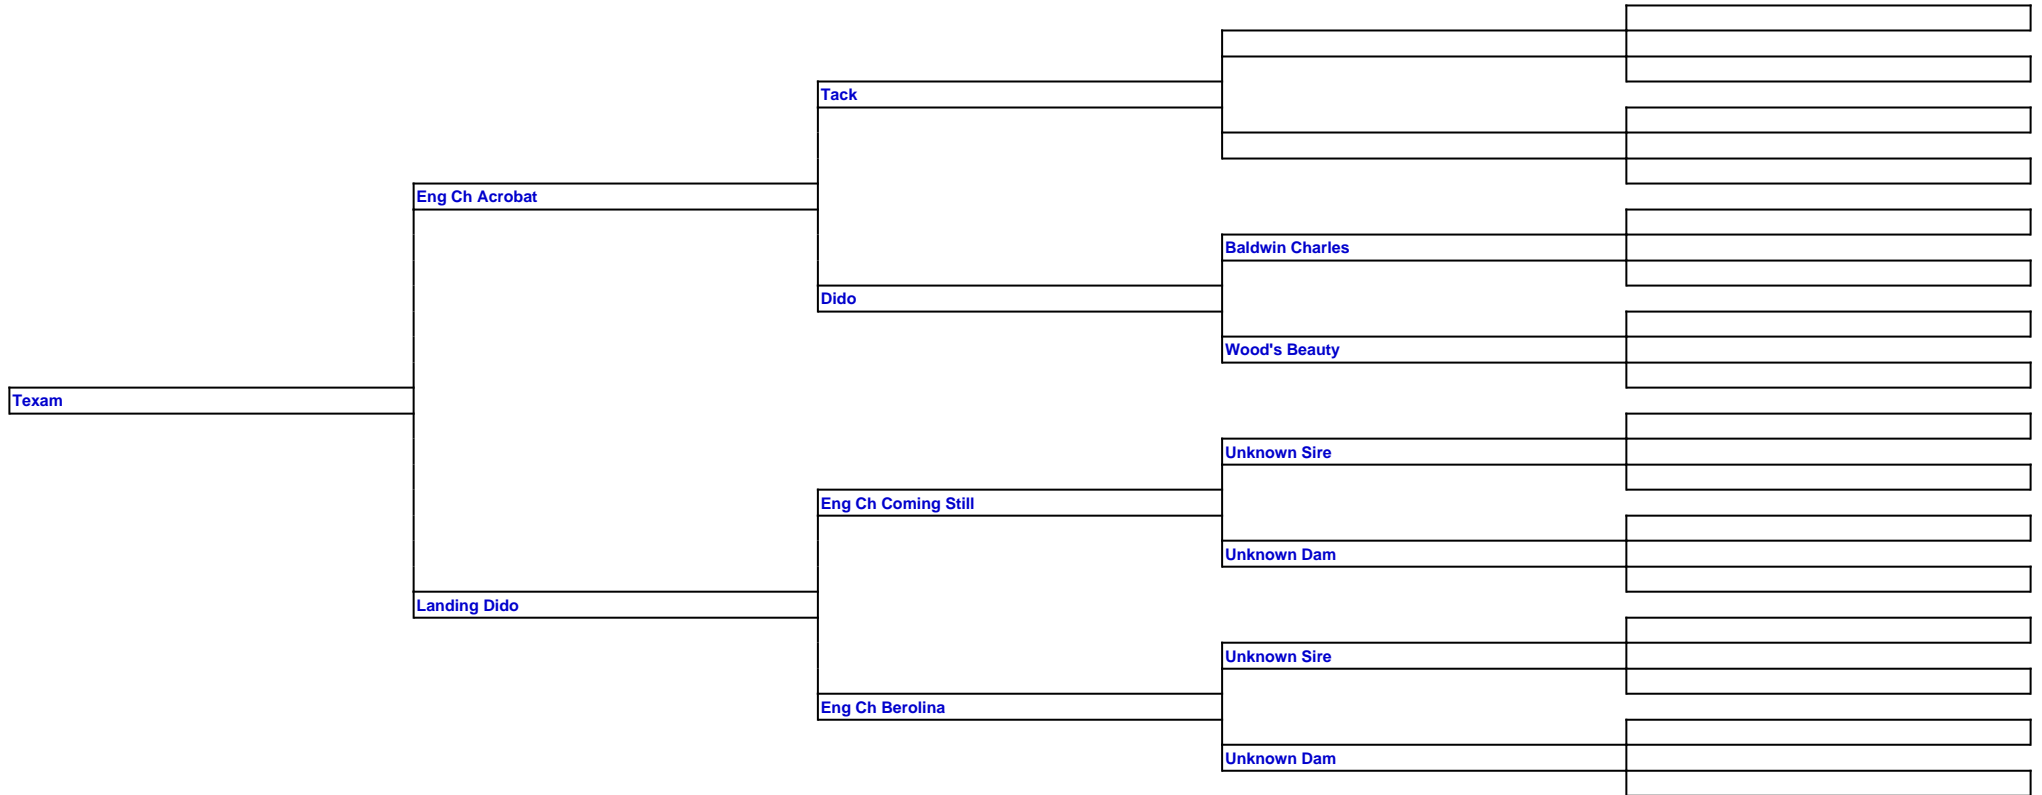 Tack
Eng Ch Acrobat
Baldwin Charles
Dido
Wood's Beauty
Texam
Unknown Sire
Eng Ch Coming Still
Unknown Dam
Landing Dido
Unknown Sire
Eng Ch Berolina
Unknown Dam